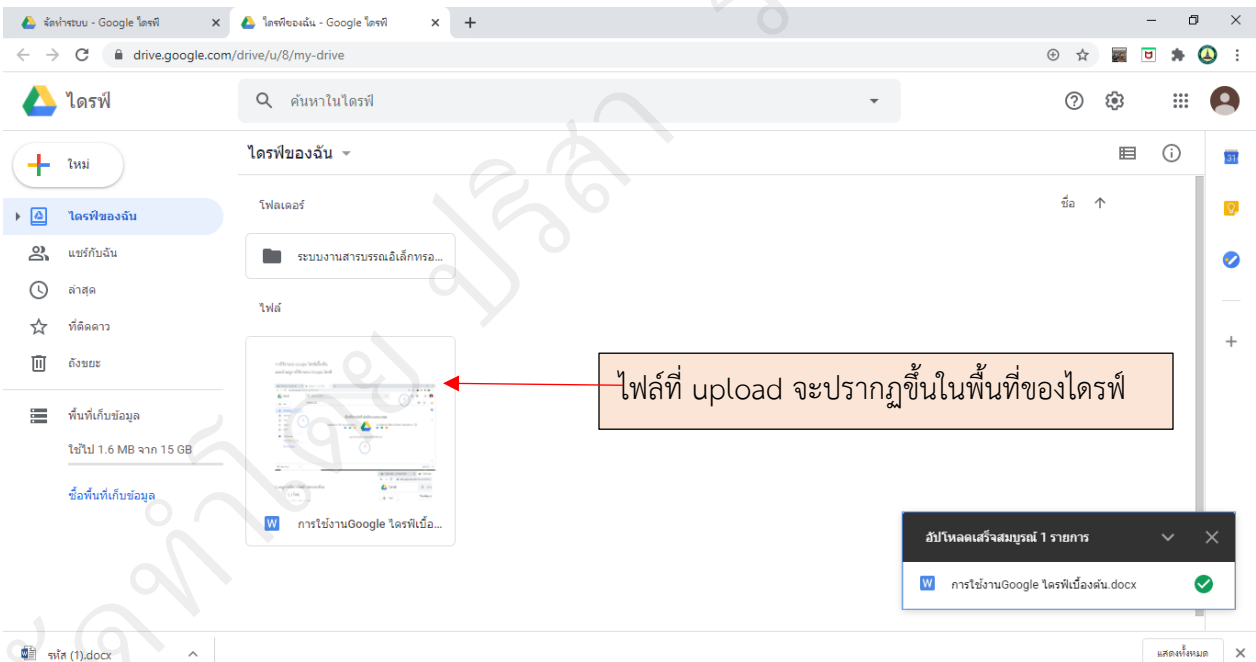 จัดทำระบบ - Google ไดรฟ์
ไดรฟ์ของฉัน - Google ไดรฟ์
drive.google.com/drive/u/8/my-drive
ไดรฟ์
ค้นหาในไดรฟ์
ใหม่
ไดรฟ์ของฉัน
แชร์กับฉัน
ล่าสุด
ที่ติดดาว
ถังขยะ
พื้นที่เก็บข้อมูล
ใช้ไป 1.6 MB จาก 15 GB
ซื้อพื้นที่เก็บข้อมูล
ไดรฟ์ของฉัน
โฟลเดอร์
ชื่อ
ระบบงานสารบรรณอิเล็กทรอ...
ไฟล์
การใช้งานGoogle ไดรฟ์เบื้อ...
ไฟล์ที่ upload จะปรากฏขึ้นในพื้นที่ของไดรฟ์
31
อัปโหลดเสร็จสมบูรณ์ 1 รายการ
การใช้งานGoogle ไดรฟ์เบื้องต้น.docx
รหัส (1).docx
แสดงทั้งหมด
จัดทำโดย ปริสา